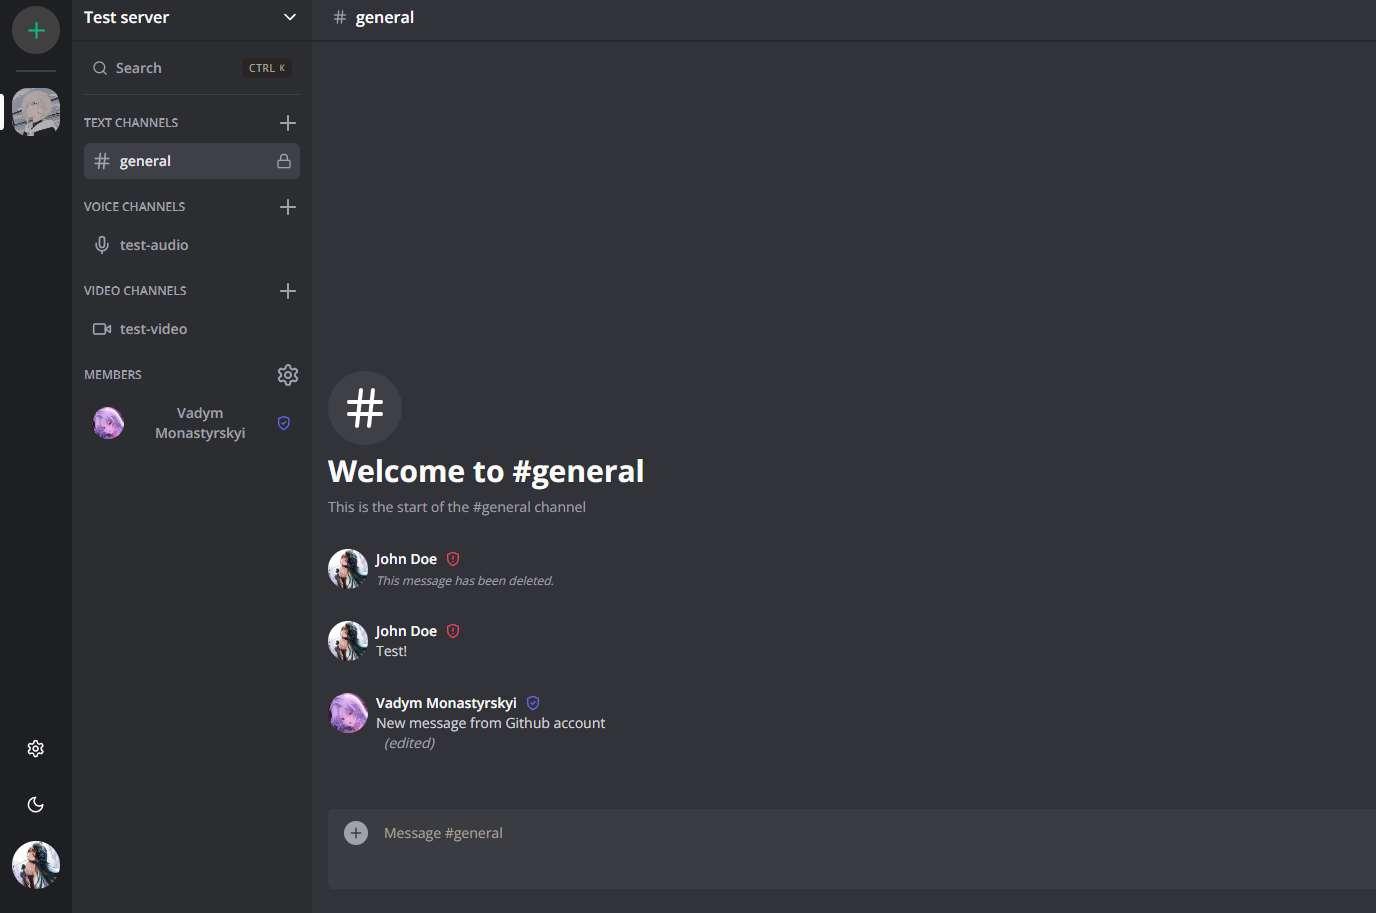 Test server
Search
CTRL K
TEXT CHANNELS
general
VOICE CHANNELS
test-audio
VIDEO CHANNELS
test-video
MEMBERS
Vadym
Monastyrskyi
# general
#
Welcome to #general
This is the start of the #general channel
John Doe
This message has been deleted.
John Doe
Test!
Vadym Monastyrskyi
New message from Github account
(edited)
Message #general